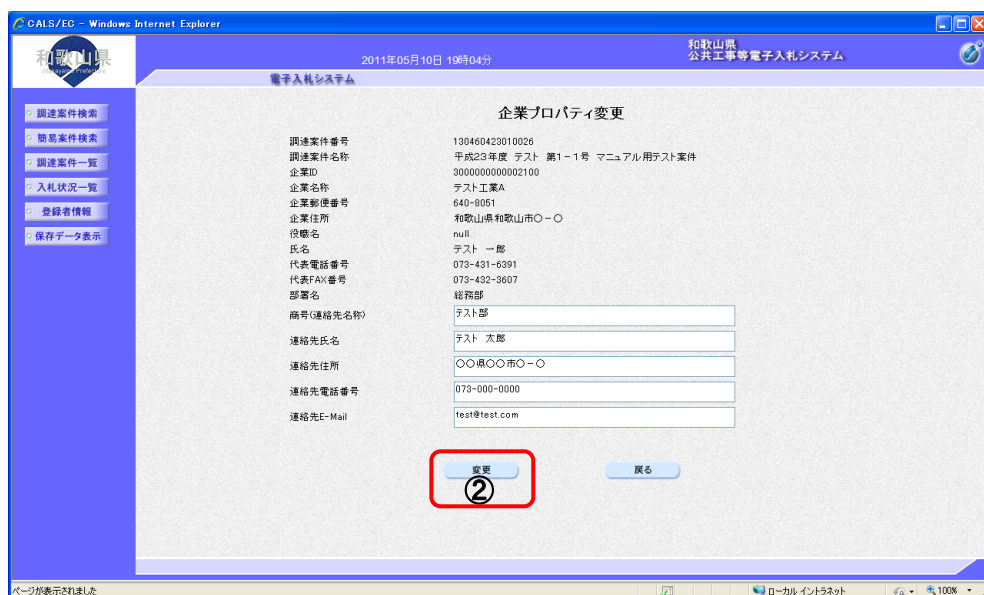 CALS/EC - Windows Internet Explorer
和歌山県
Wakayama Prefecture
2011年05月10日 19時04分
和歌山県
公共工事等電子入札システム
電子入札システム
調達案件検索
簡易案件検索
調達案件一覧
入札状況一覧
登録者情報
保存データ表示
企業プロパティ変更
調達案件番号 130460423010026
調達案件名称 平成23年度 テスト 第1-1号 マニュアル用テスト案件
企業ID 3000000000002100
企業名称 テスト工業A
企業郵便番号 640-8051
企業住所 和歌山県和歌山市○-○
役職名 null
氏名 テスト 一郎
代表電話番号 073-431-6391
代表FAX番号 073-432-3607
部署名 総務部
商号(連絡先名称) テスト部
連絡先氏名 テスト 太郎
連絡先住所 ○○県○○市○-○
連絡先電話番号 073-000-0000
連絡先E-Mail test@test.com
変更 戻る
②
ページが表示されました ローカル イントラネット 100%